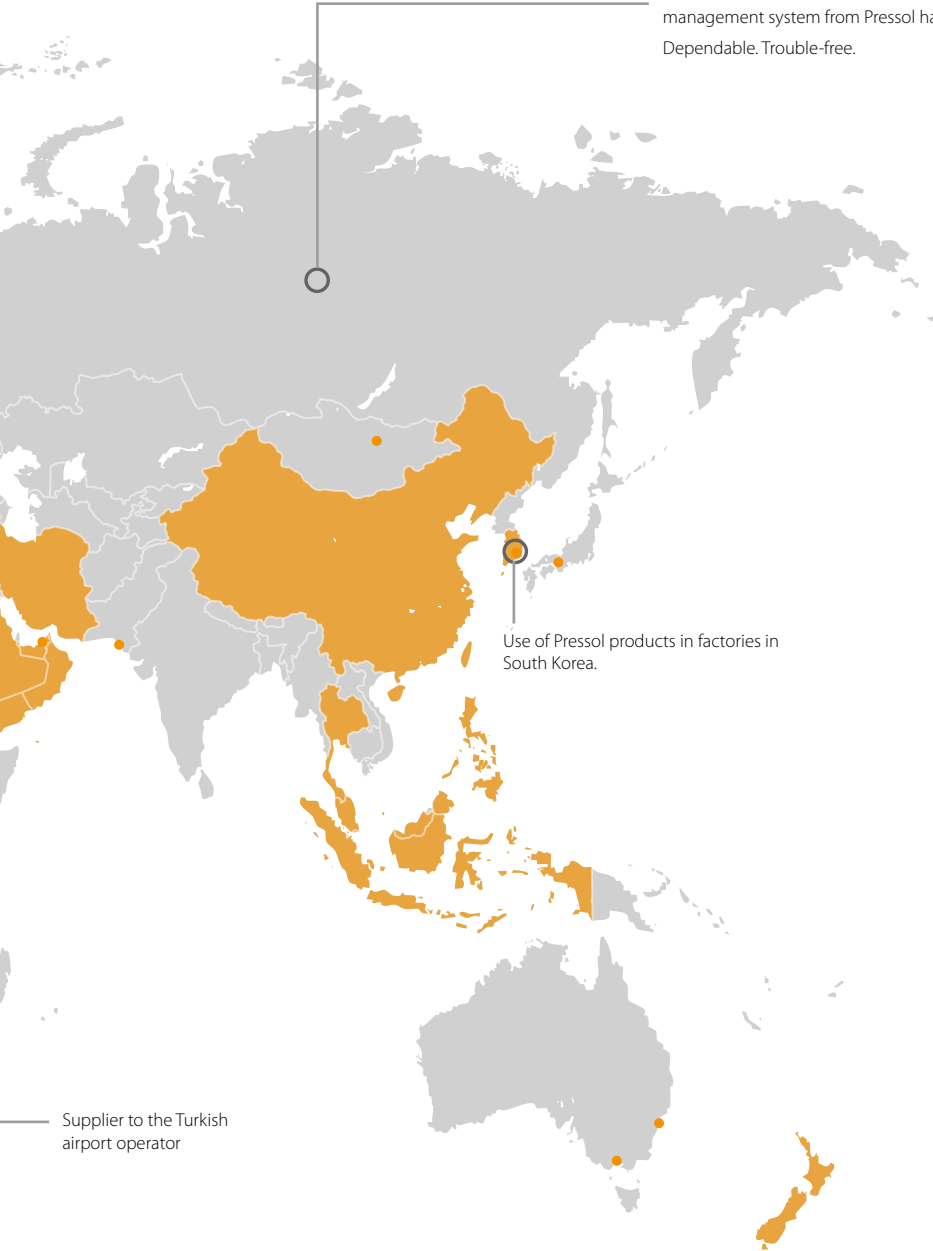 management system from Pressol
Dependable. Trouble-free.
Use of Pressol products in factories in
South Korea.
Supplier to the Turkish
airport operator